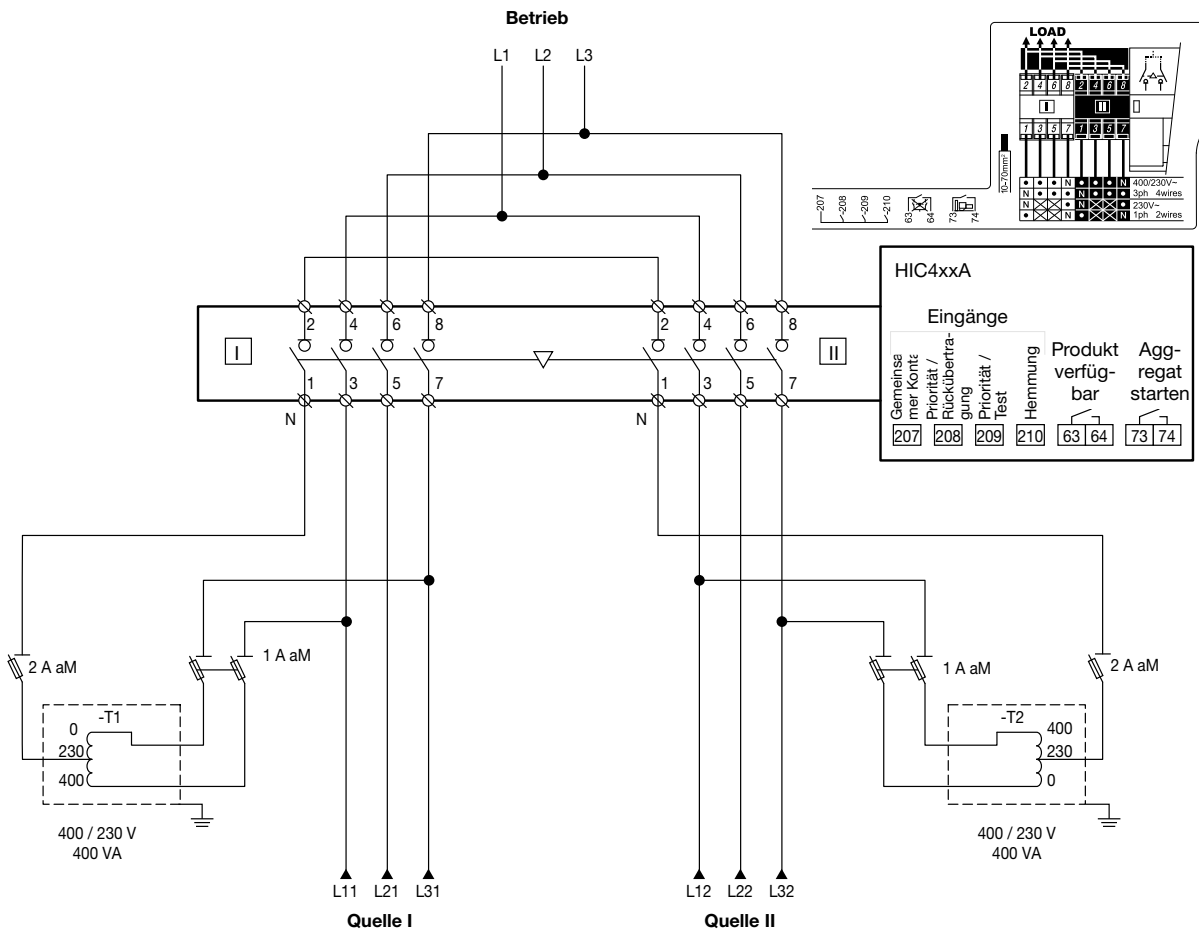 Betrieb
L1 L2 L3
LOAD
2 4 6 8 2 4 6 8
I II
1 3 5 7 1 3 5 7
10-70mm²
N N 400/230V~
N N 3ph 4wires
N N 230V~
N N 1ph 2wires
207 208 209 210 63 64 73 74
HIC4xxA
Eingänge
Gemeinsa
mer Konta
Priorität /
Rückübertra-
gung
Priorität /
Test
Hemmung
Produkt
verfüg-
bar
Agg-
regat
starten
207 208 209 210 63 64 73 74
2 4 6 8 2 4 6 8
I II
1 3 5 7 1 3 5 7
N N
2 A aM 1 A aM 1 A aM 2 A aM
-T1
0
230
400
-T2
400
230
0
400 / 230 V
400 VA
400 / 230 V
400 VA
L11 L21 L31 L12 L22 L32
Quelle I Quelle II